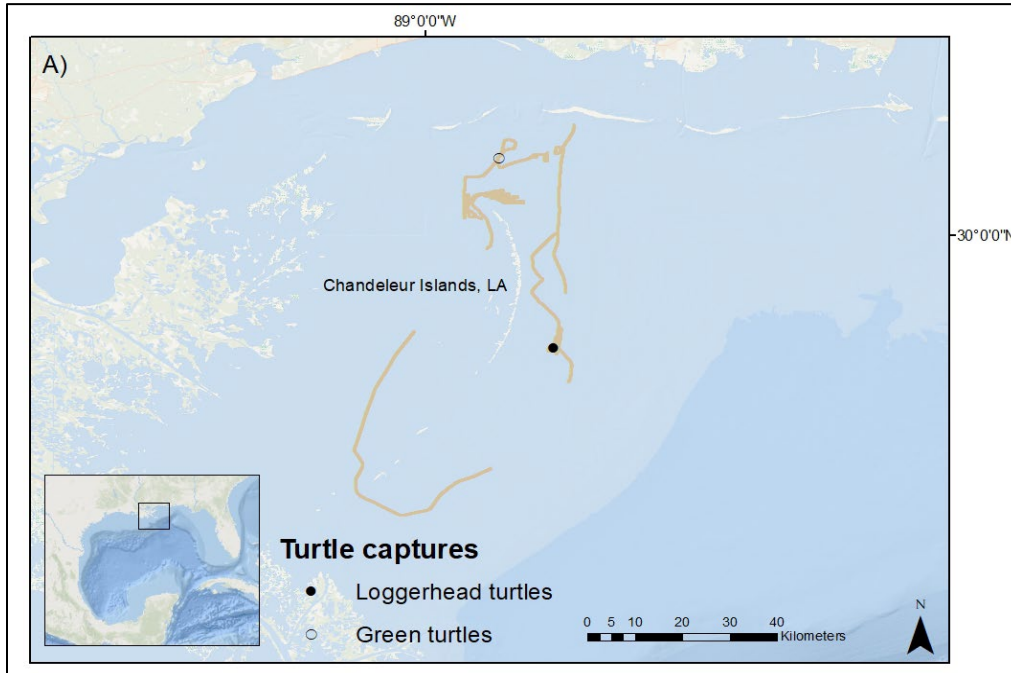 89°0'0"W
A)
30°0'0"N
Chandeleur Islands, LA
Turtle captures
Loggerhead turtles
Green turtles
0 5 10 20 30 40
Kilometers
N